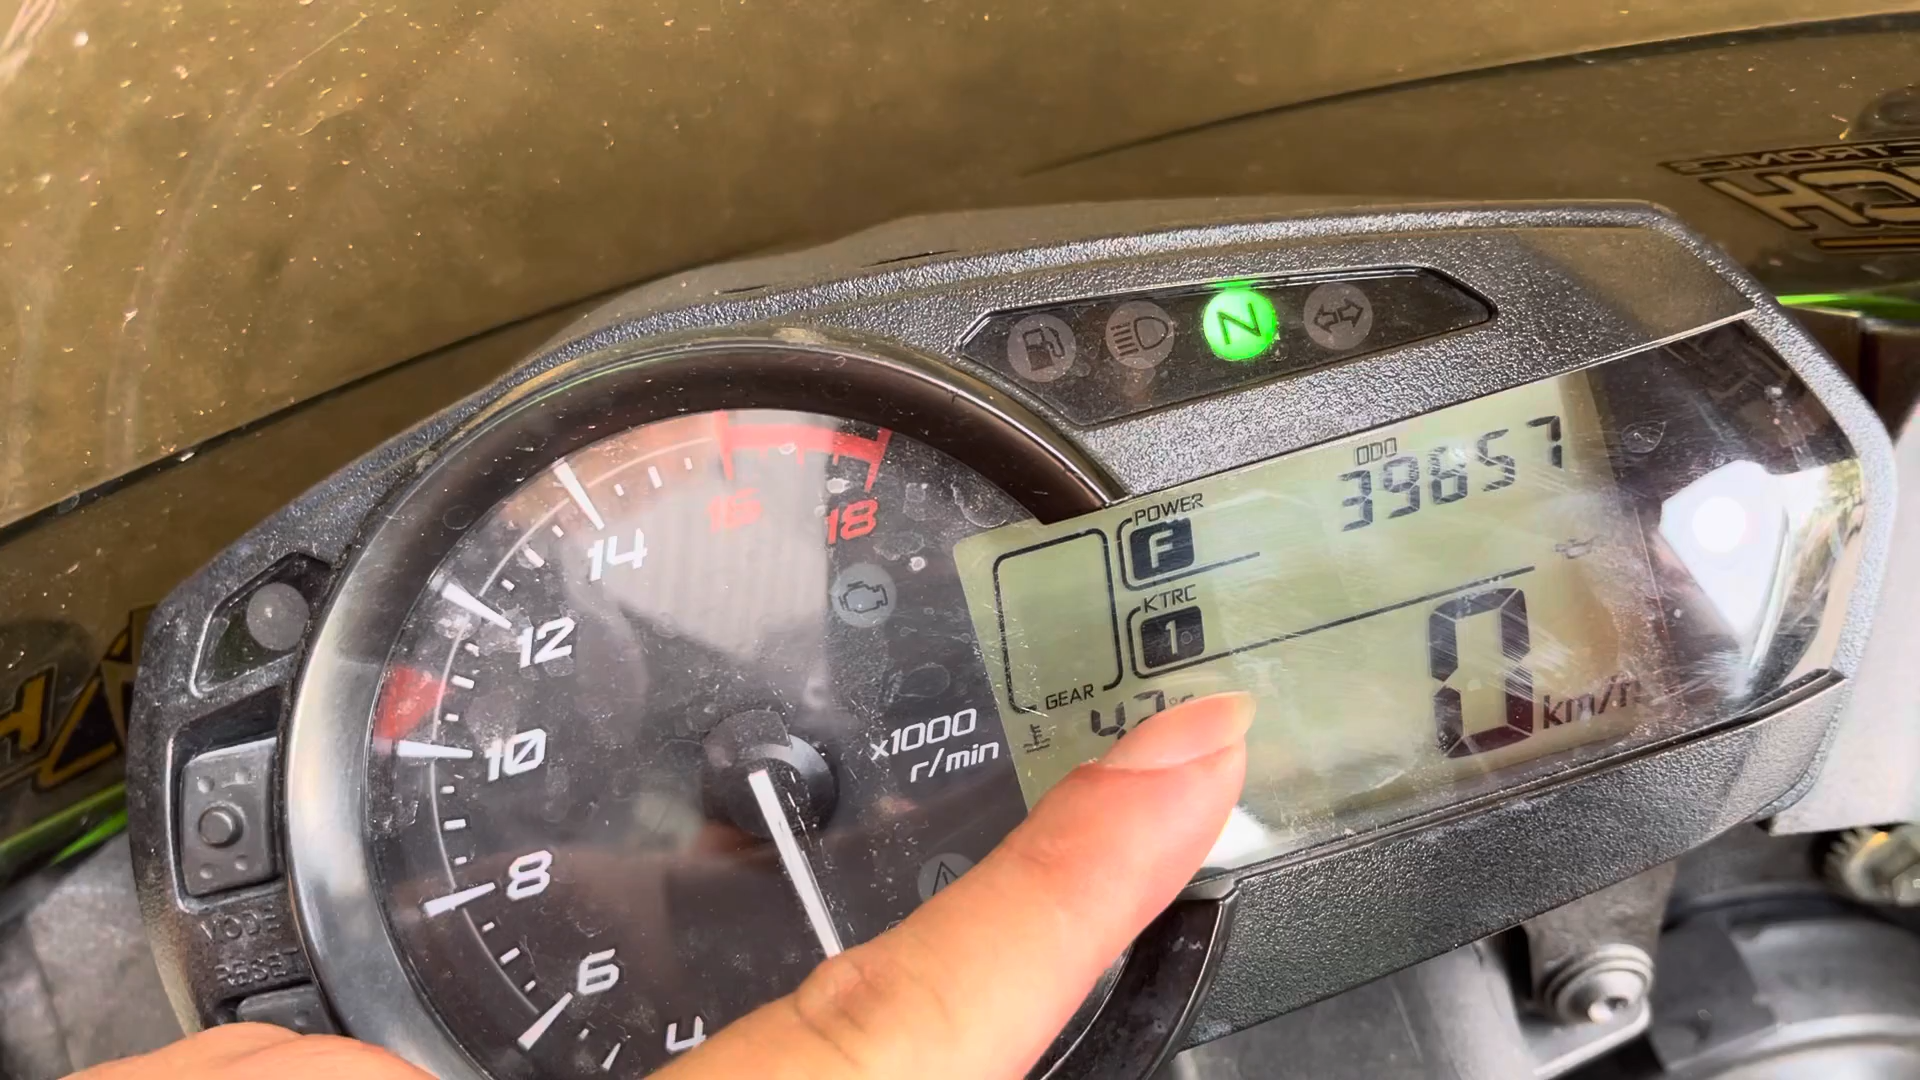 N
ODO
39657
POWER
F
KTRC
1
GEAR
0 km/h
16
18
14
12
10
8
6
4
x1000
r/min
MODE
RESET